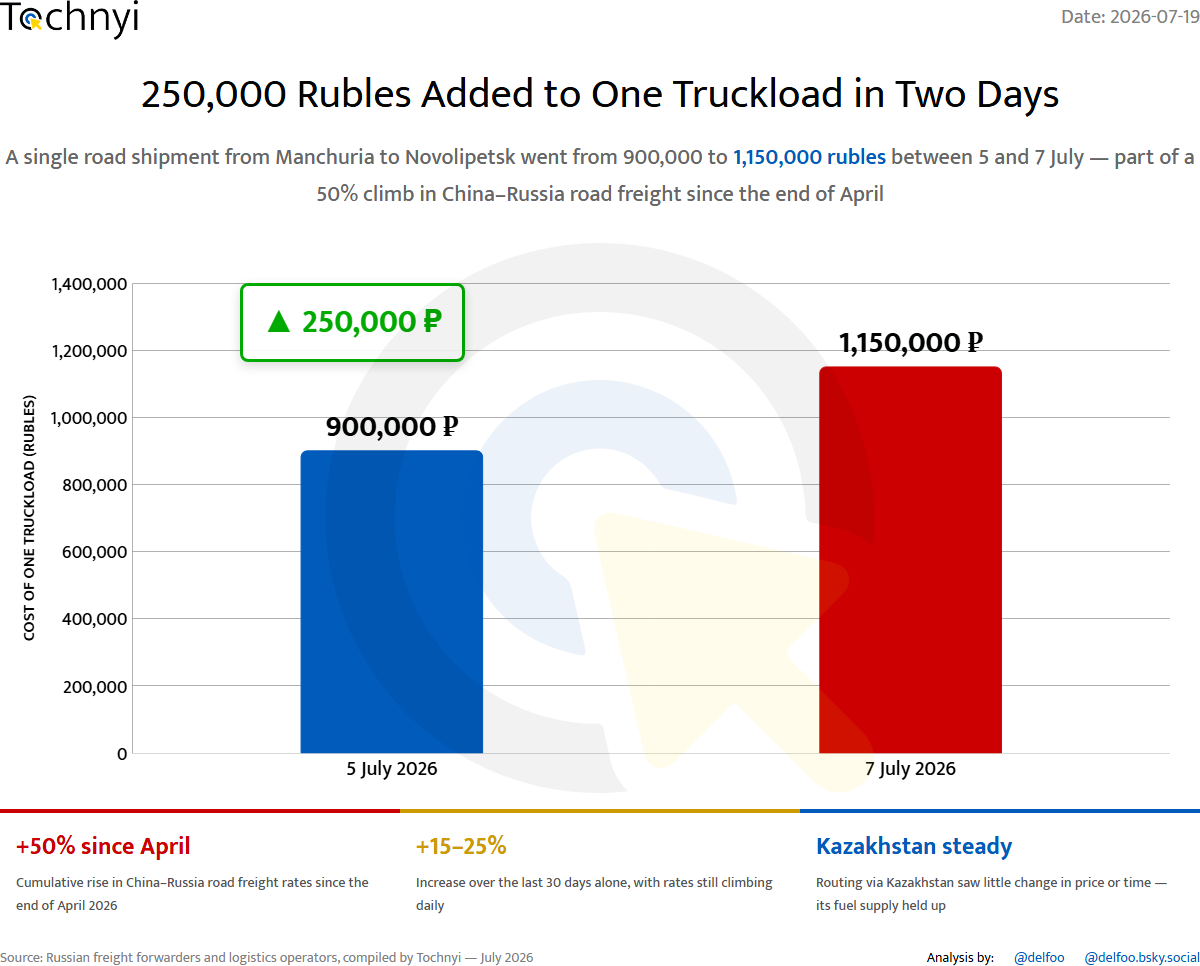 Tochnyi
Date: 2026-07-19
250,000 Rubles Added to One Truckload in Two Days
A single road shipment from Manchuria to Novolipetsk went from 900,000 to 1,150,000 rubles between 5 and 7 July — part of a
50% climb in China–Russia road freight since the end of April
COST OF ONE TRUCKLOAD (RUBLES)
1,400,000
1,200,000
1,000,000
800,000
600,000
400,000
200,000
0
▲ 250,000 ₽
900,000 ₽
1,150,000 ₽
5 July 2026
7 July 2026
+50% since April
Cumulative rise in China–Russia road freight rates since the
end of April 2026
+15–25%
Increase over the last 30 days alone, with rates still climbing
daily
Kazakhstan steady
Routing via Kazakhstan saw little change in price or time —
its fuel supply held up
Source: Russian freight forwarders and logistics operators, compiled by Tochnyi — July 2026
Analysis by: @delfoo @delfoo.bsky.social